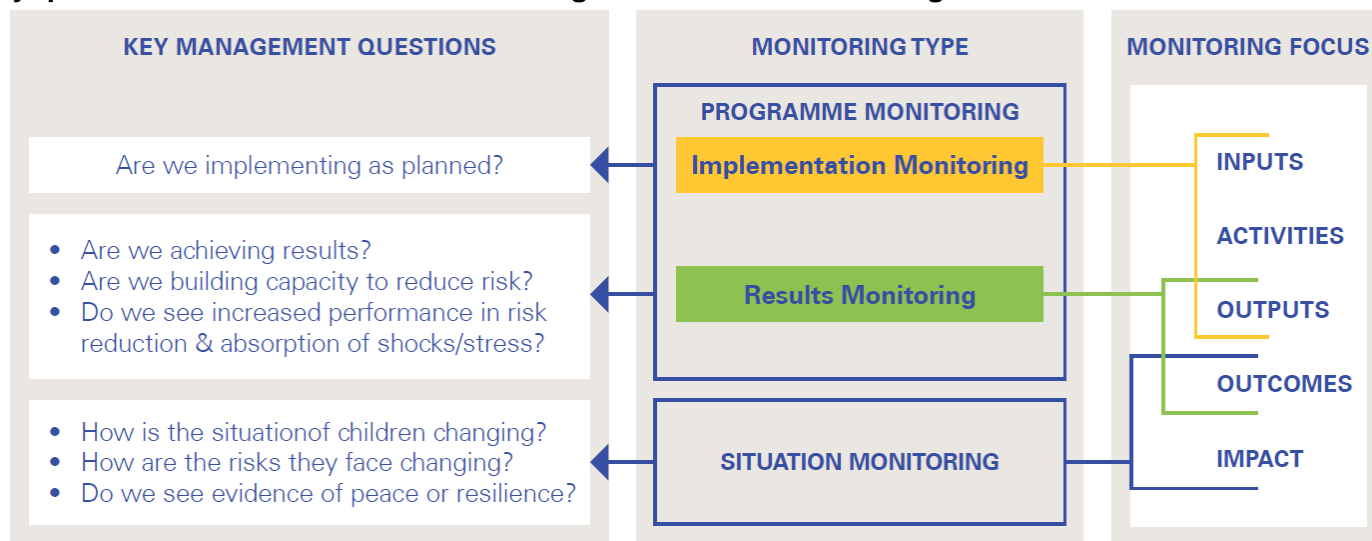 KEY MANAGEMENT QUESTIONS
Are we implementing as planned?
• Are we achieving results?
• Are we building capacity to reduce risk?
• Do we see increased performance in risk
reduction & absorption of shocks/stress?
• How is the situationof children changing?
• How are the risks they face changing?
• Do we see evidence of peace or resilience?
MONITORING TYPE
PROGRAMME MONITORING
Implementation Monitoring
Results Monitoring
SITUATION MONITORING
MONITORING FOCUS
INPUTS
ACTIVITIES
OUTPUTS
OUTCOMES
IMPACT